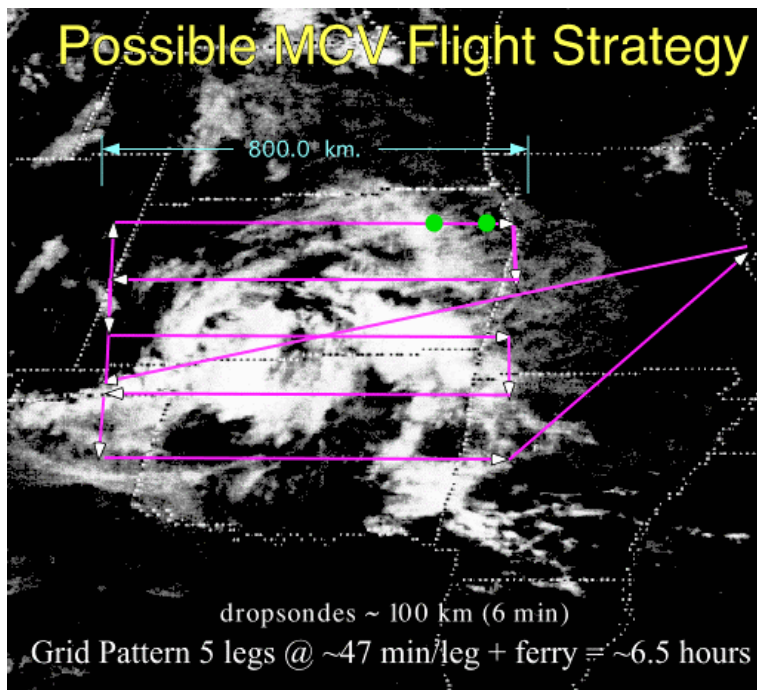 Possible MCV Flight Strategy
800.0 km.
dropsondes ~ 100 km (6 min)
Grid Pattern 5 legs @ ~47 min/leg + ferry = ~6.5 hours